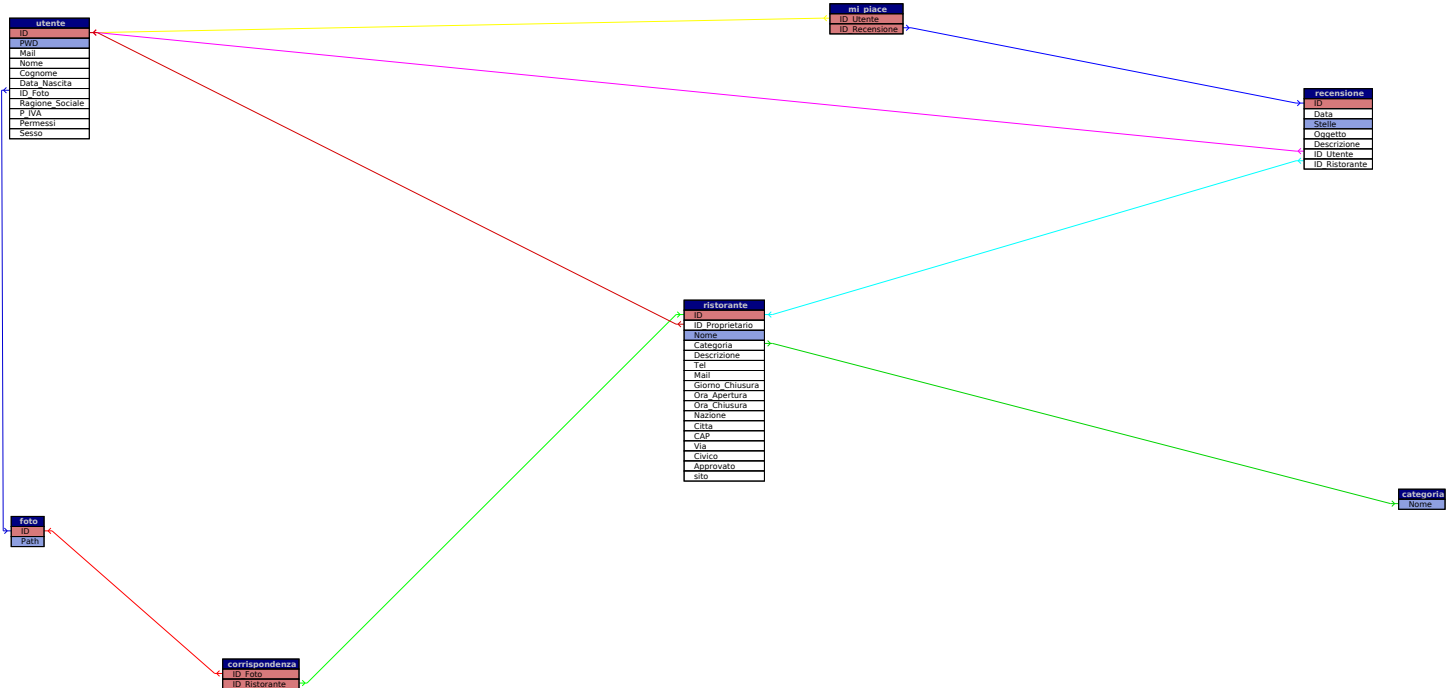 utente
ID
PWD
Mail
Nome
Cognome
Data_Nascita
ID_Foto
Ragione_Sociale
P_IVA
Permessi
Sesso
mi_piace
ID_Utente
ID_Recensione
recensione
ID
Data
Stelle
Oggetto
Descrizione
ID_Utente
ID_Ristorante
ristorante
ID
ID_Proprietario
Nome
Categoria
Descrizione
Tel
Mail
Giorno_Chiusura
Ora_Apertura
Ora_Chiusura
Nazione
Citta
CAP
Via
Civico
Approvato
sito
categoria
Nome
foto
ID
Path
corrispondenza
ID_Foto
ID_Ristorante